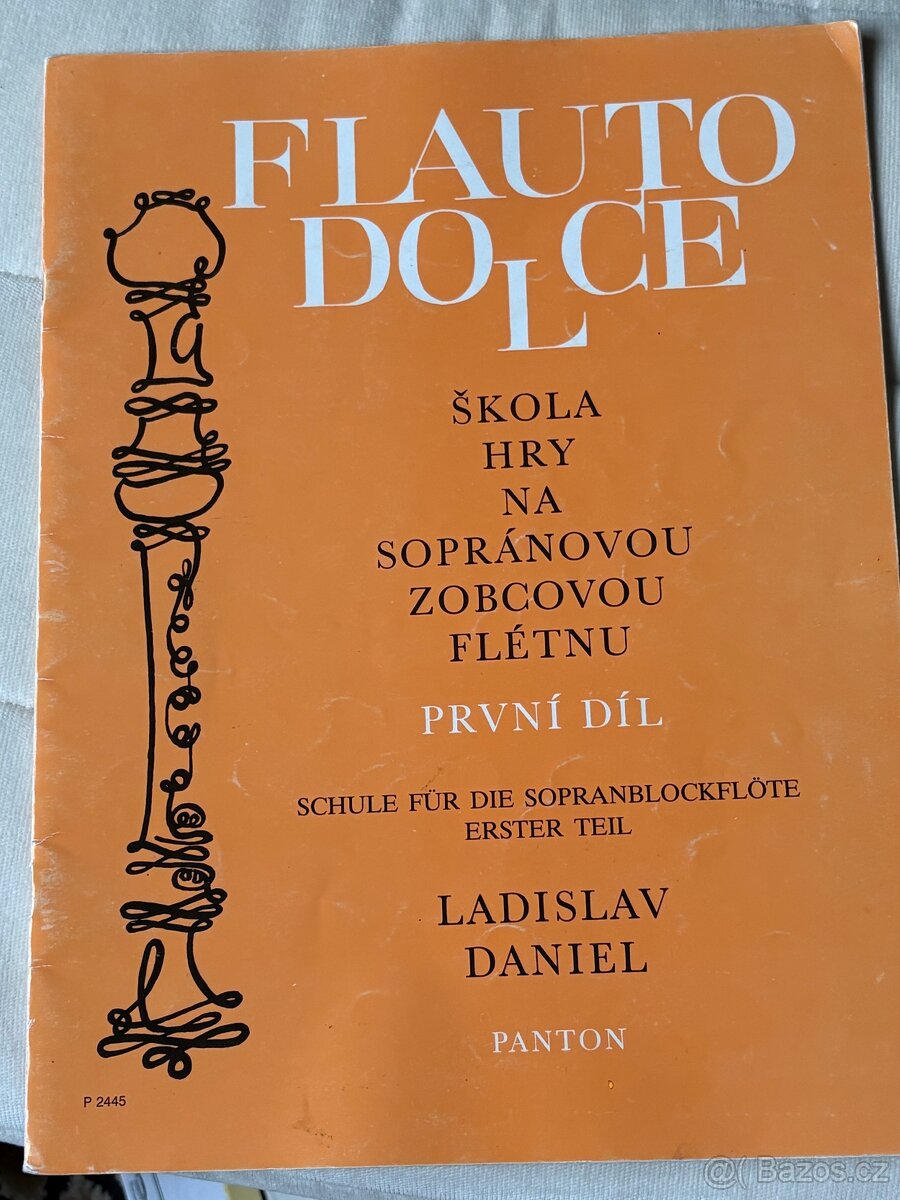 FLAUTO
DOLCE
ŠKOLA
HRY
NA
SOPRÁNOVOU
ZOBCOVOU
FLÉTNU
PRVNÍ DÍL
SCHULE FÜR DIE SOPRANBLOCKFLÖTE
ERSTER TEIL
LADISLAV
DANIEL
PANTON
P 2445
@ Bazoš.cz